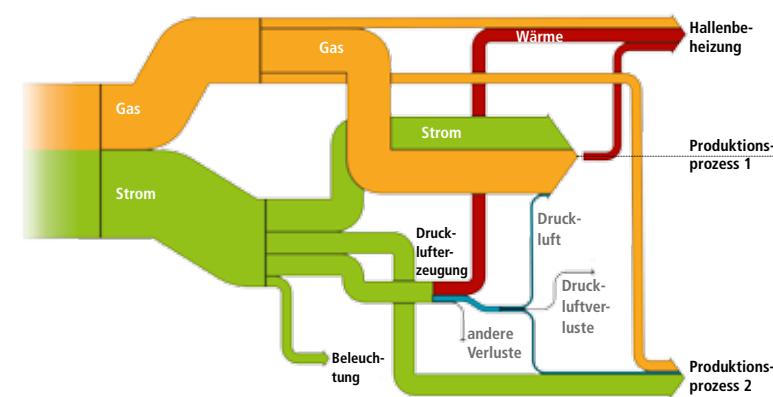 Gas
Strom
Gas
Wärme
Strom
Hallenbe-
heizung
Produktions-
prozess 1
Druck-
lufter-
zeugung
Druck-
luft
Druck-
luftver-
luste
andere
Verluste
Beleuch-
tung
Produktions-
prozess 2